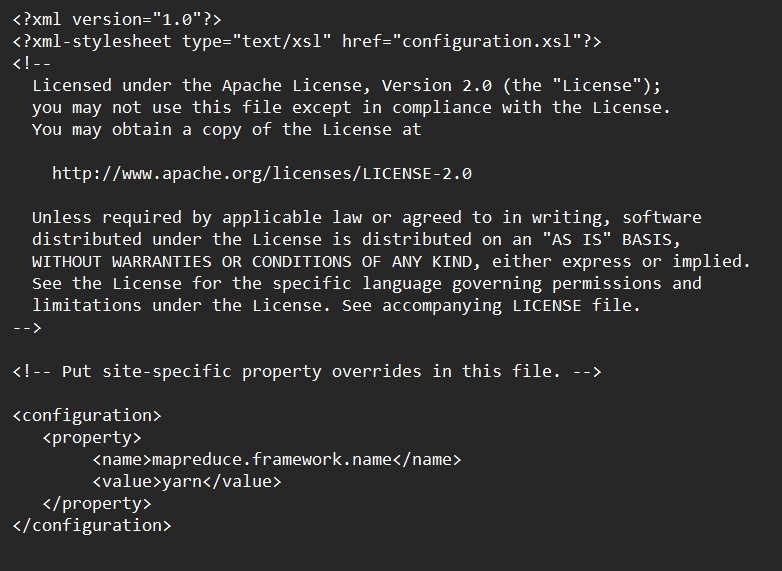 <?xml version="1.0"?>
<?xml-stylesheet type="text/xsl" href="configuration.xsl"?>
<!--
  Licensed under the Apache License, Version 2.0 (the "License");
  you may not use this file except in compliance with the License.
  You may obtain a copy of the License at

    http://www.apache.org/licenses/LICENSE-2.0

  Unless required by applicable law or agreed to in writing, software
  distributed under the License is distributed on an "AS IS" BASIS,
  WITHOUT WARRANTIES OR CONDITIONS OF ANY KIND, either express or implied.
  See the License for the specific language governing permissions and
  limitations under the License. See accompanying LICENSE file.
-->

<!-- Put site-specific property overrides in this file. -->

<configuration>
   <property>
        <name>mapreduce.framework.name</name>
        <value>yarn</value>
   </property>
</configuration>